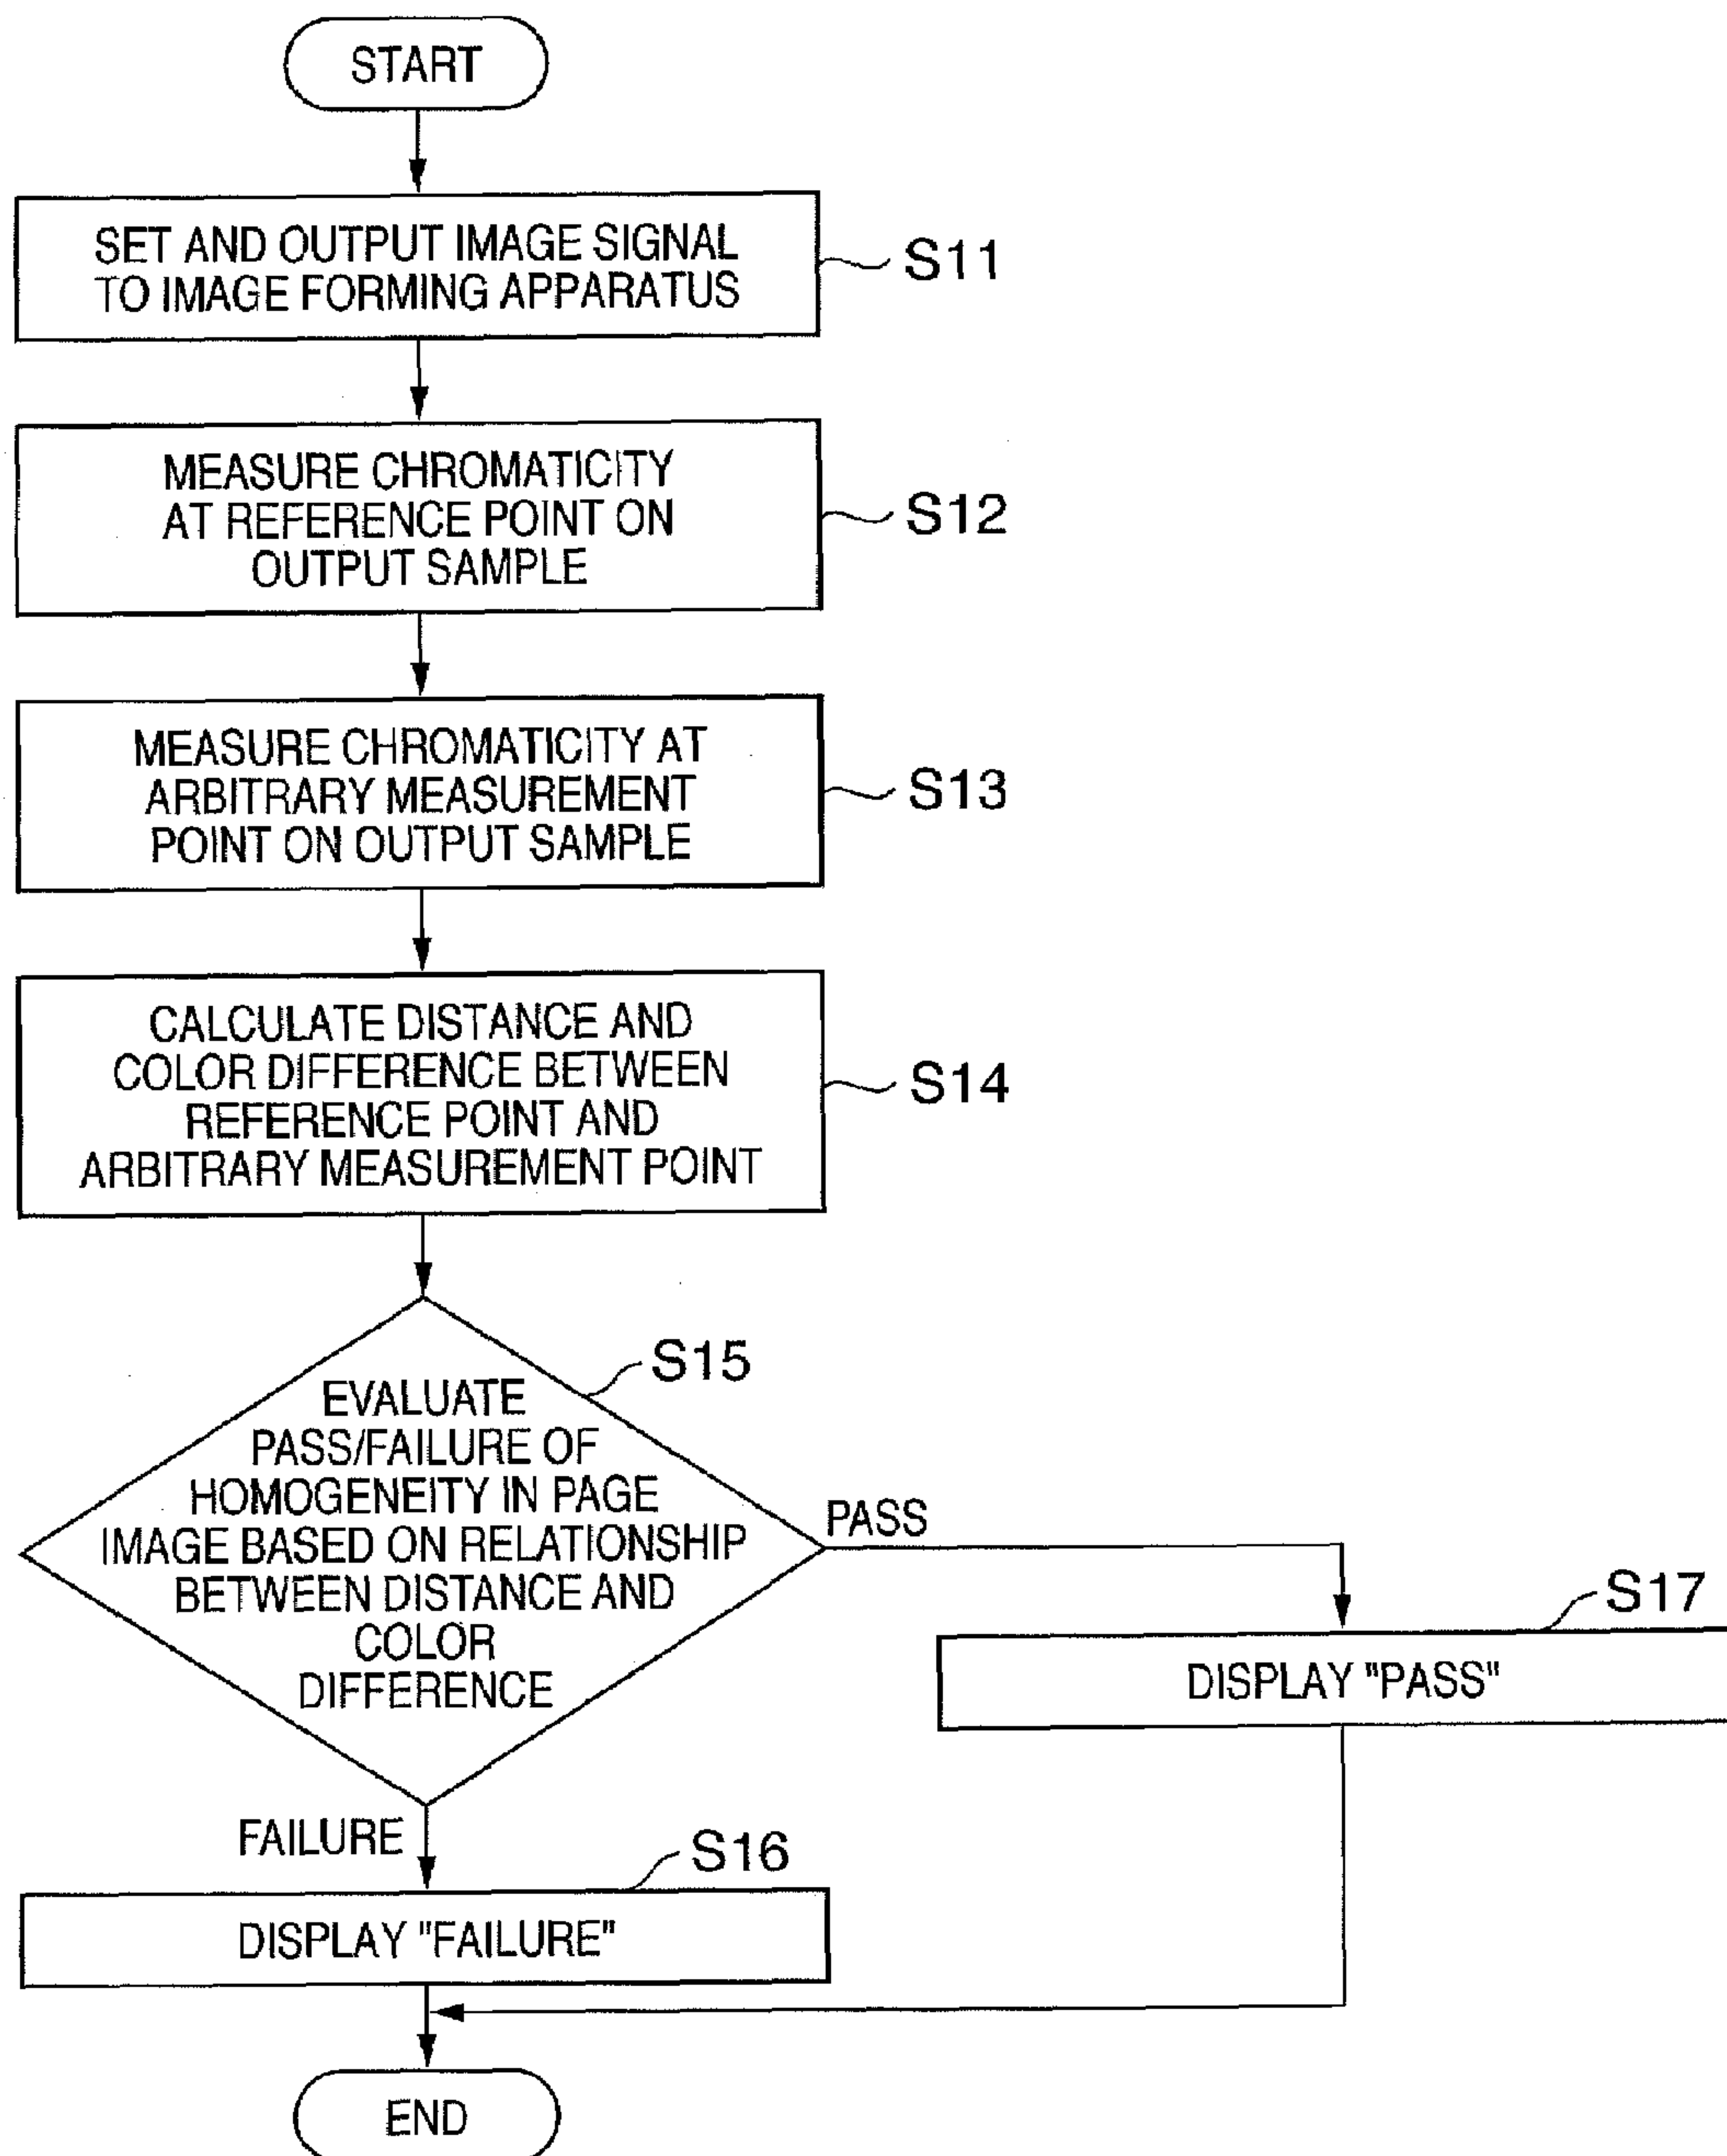 START
SET AND OUTPUT IMAGE SIGNAL
TO IMAGE FORMING APPARATUS
S11
MEASURE CHROMATICITY
AT REFERENCE POINT ON
OUTPUT SAMPLE
S12
MEASURE CHROMATICITY AT
ARBITRARY MEASUREMENT
POINT ON OUTPUT SAMPLE
S13
CALCULATE DISTANCE AND
COLOR DIFFERENCE BETWEEN
REFERENCE POINT AND
ARBITRARY MEASUREMENT POINT
S14
S15
EVALUATE
PASS/FAILURE OF
HOMOGENEITY IN PAGE
IMAGE BASED ON RELATIONSHIP
BETWEEN DISTANCE AND
COLOR
DIFFERENCE
PASS
S17
DISPLAY "PASS"
FAILURE
S16
DISPLAY "FAILURE"
END